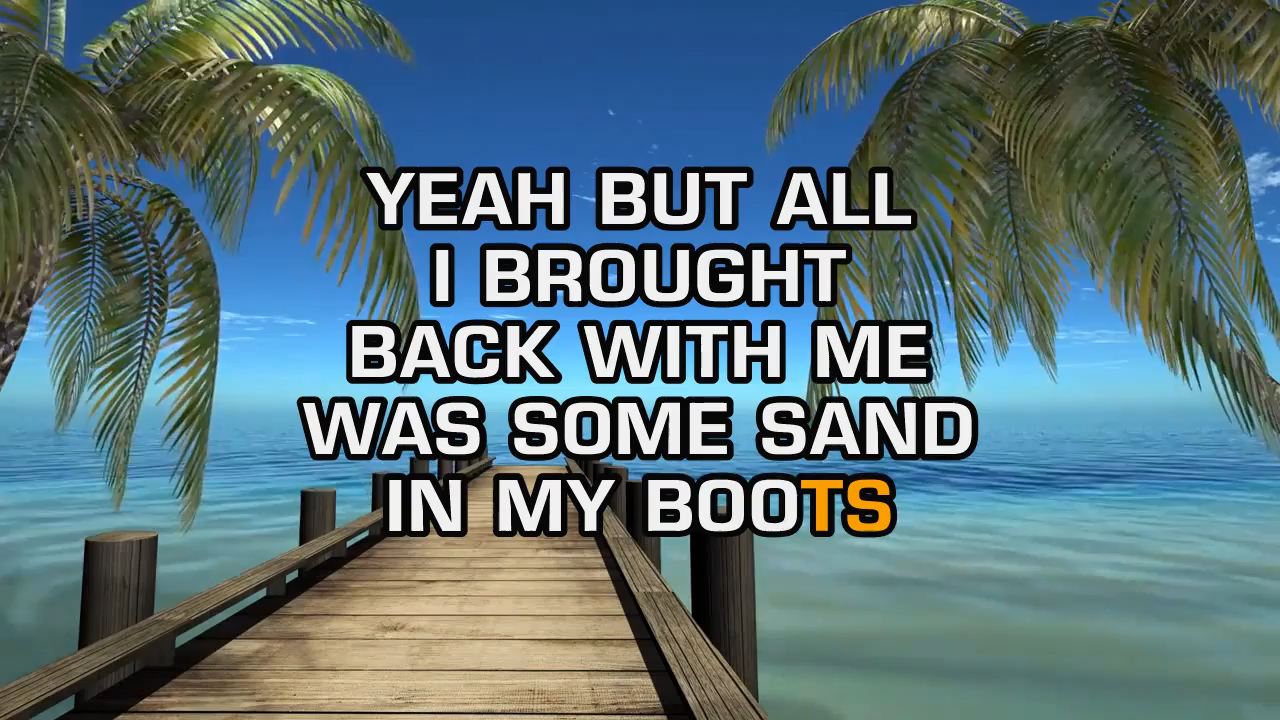 YEAH BUT ALL
I BROUGHT
BACK WITH ME
WAS SOME SAND
IN MY BOOTS